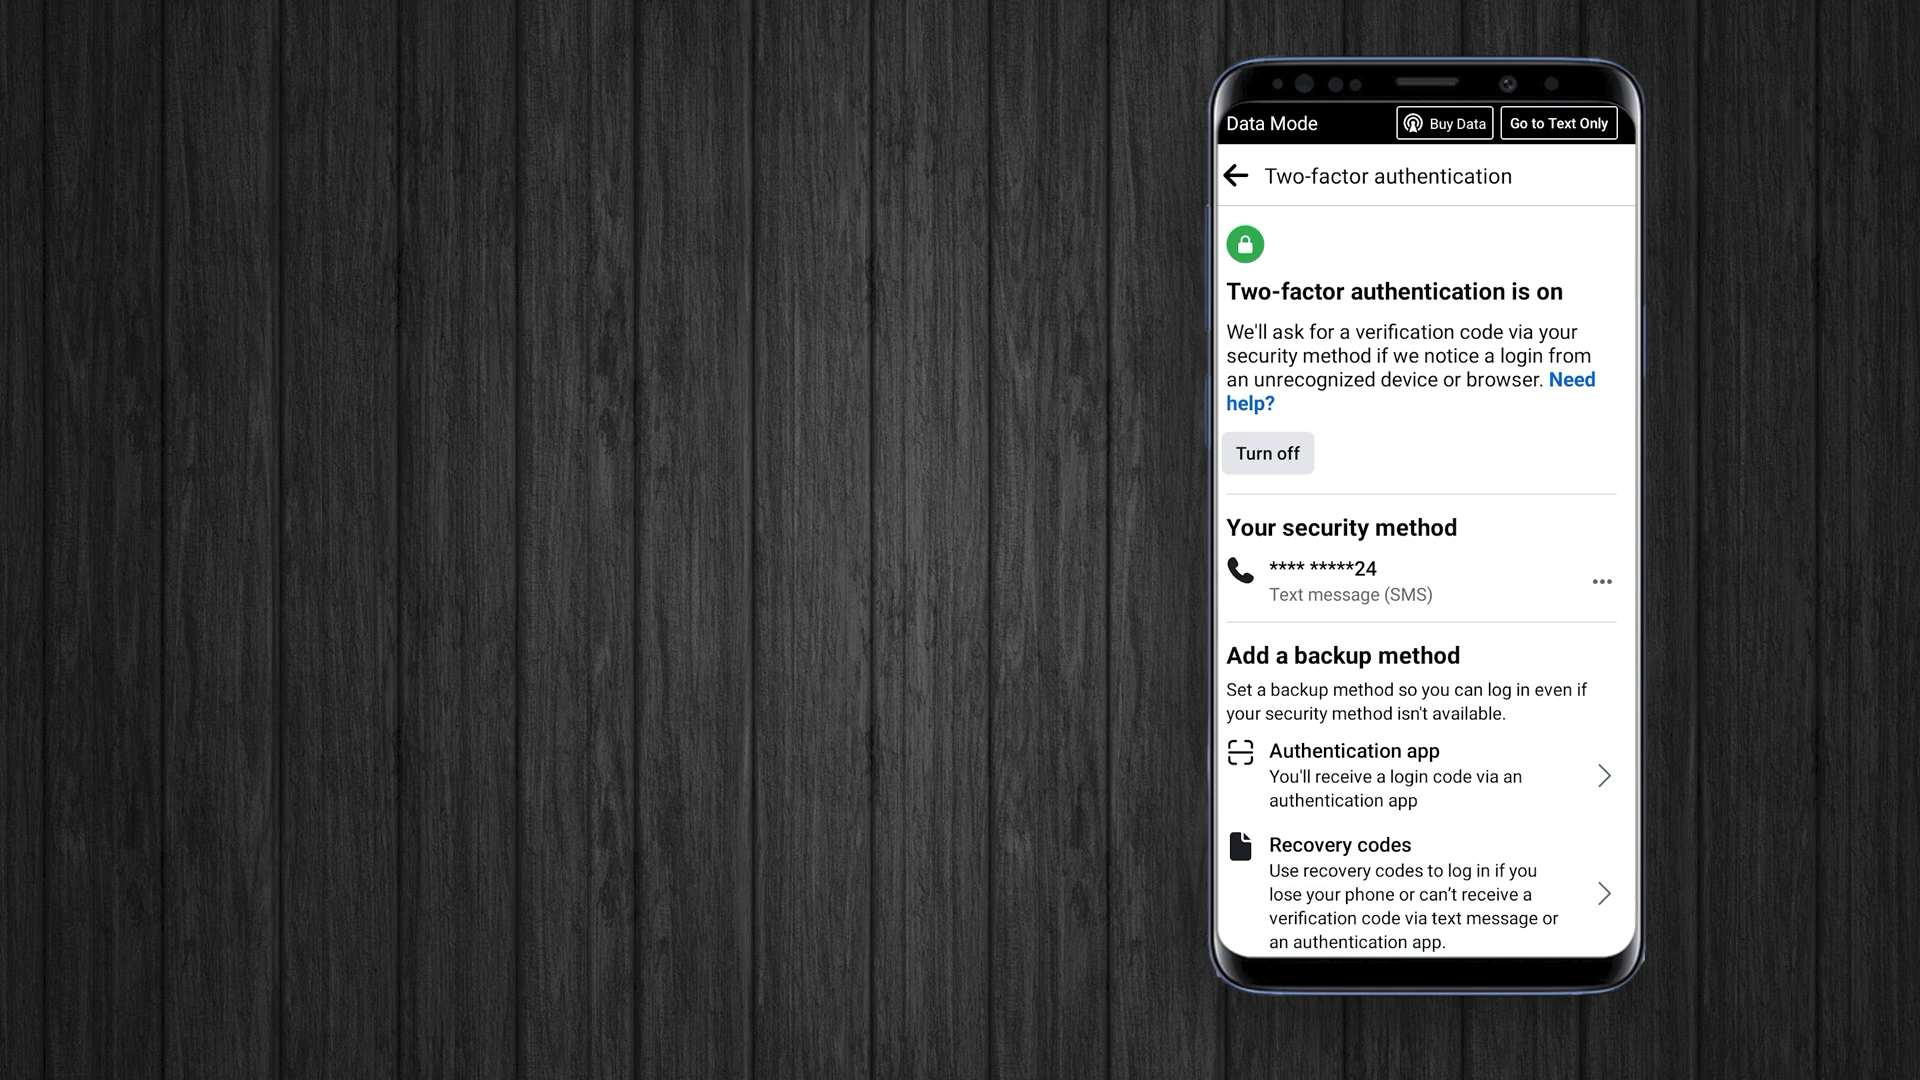 Data Mode
Buy Data
Go to Text Only
Two-factor authentication
Two-factor authentication is on
We'll ask for a verification code via your
security method if we notice a login from
an unrecognized device or browser. Need
help?
Turn off
Your security method
**** *****24
Text message (SMS)
Add a backup method
Set a backup method so you can log in even if
your security method isn't available.
Authentication app
You'll receive a login code via an
authentication app
Recovery codes
Use recovery codes to log in if you
lose your phone or can’t receive a
verification code via text message or
an authentication app.